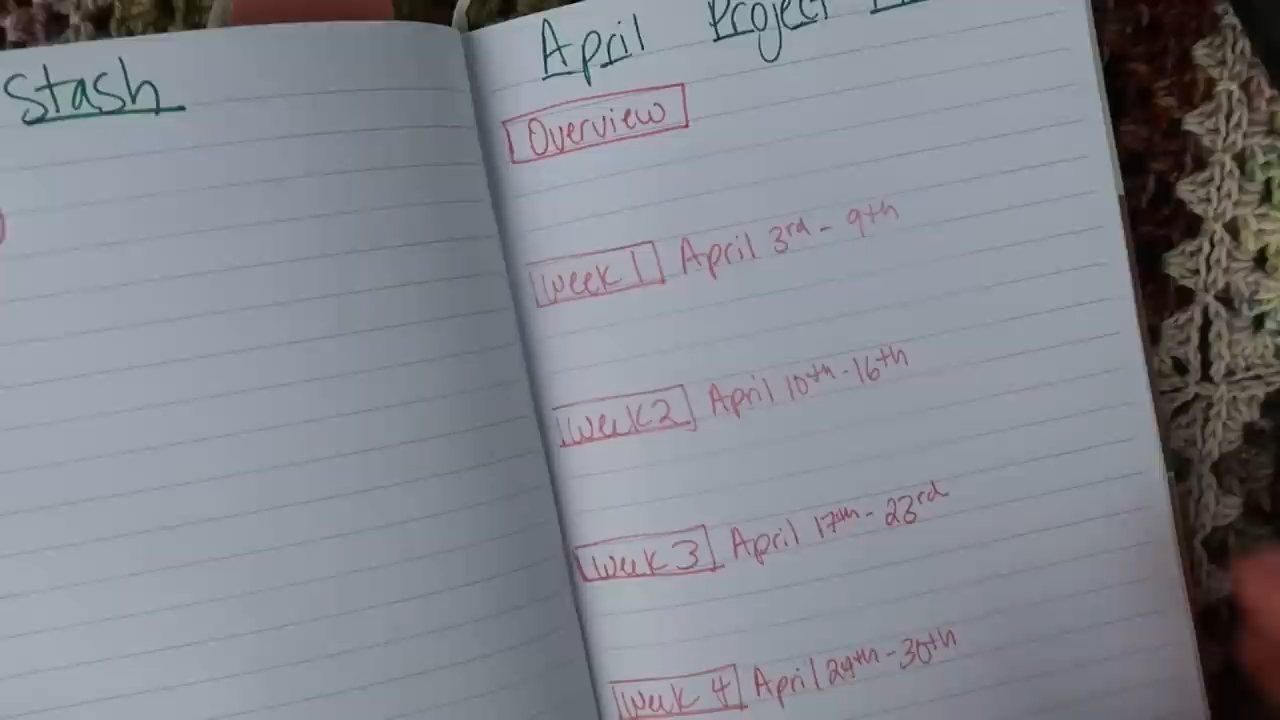 Stash
April Project
Overview
Week 1 April 3rd - 9th
Week 2 April 10th - 16th
Week 3 April 17th - 23rd
Week 4 April 24th - 30th